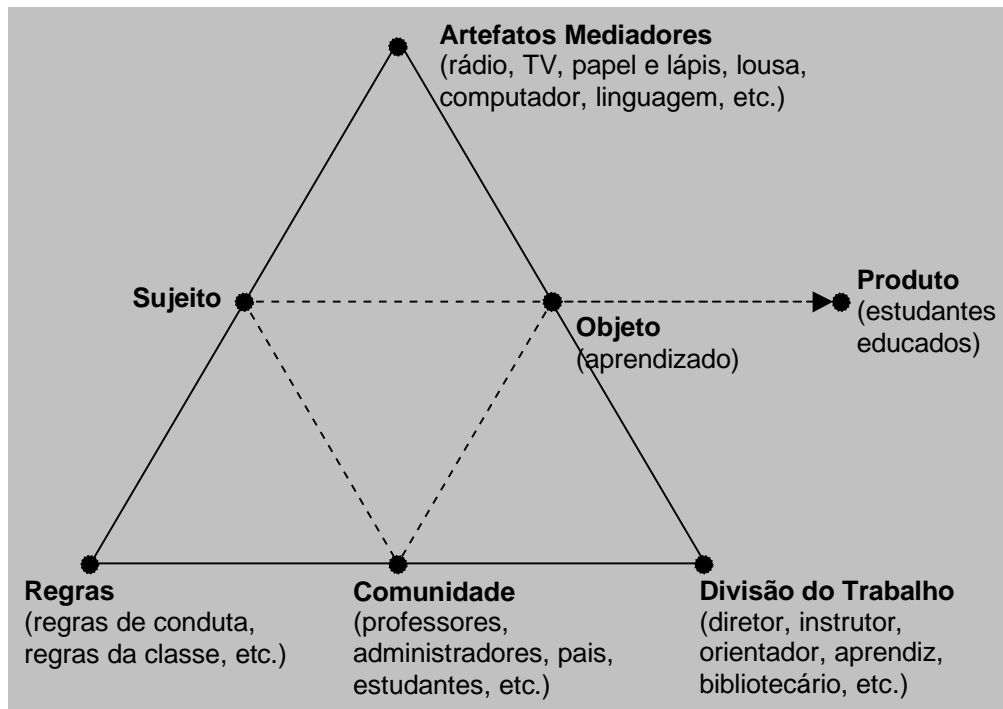 Artefatos Mediadores
(rádio, TV, papel e lápis, lousa,
computador, linguagem, etc.)
Sujeito
Produto
(estudantes
educados)
Objeto
(aprendizado)
Regras
(regras de conduta,
regras da classe, etc.)
Comunidade
(professores,
administradores, pais,
estudantes, etc.)
Divisão do Trabalho
(diretor, instrutor,
orientador, aprendiz,
bibliotecário, etc.)